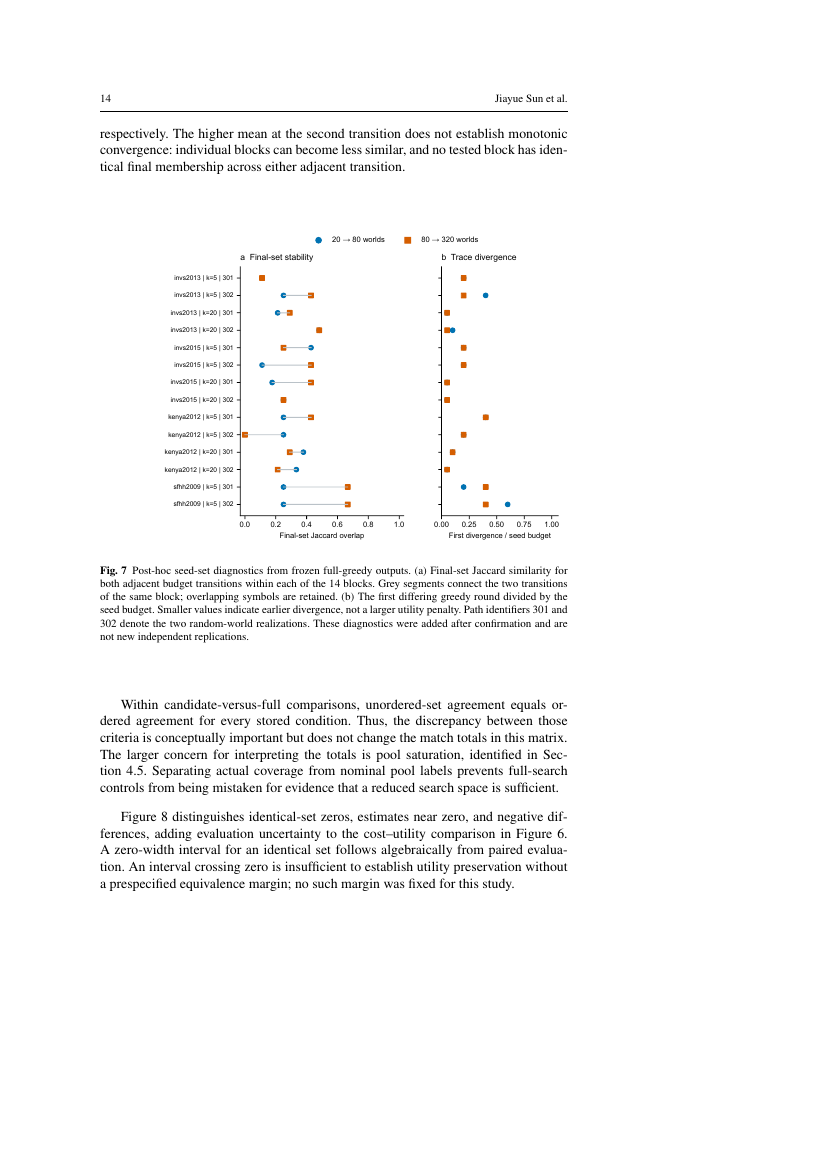 14 Jiayue Sun et al.
respectively. The higher mean at the second transition does not establish monotonic
convergence: individual blocks can become less similar, and no tested block has iden-
tical final membership across either adjacent transition.
20 → 80 worlds 80 → 320 worlds
a Final-set stability b Trace divergence
invs2013 | k=5 | 301
invs2013 | k=5 | 302
invs2013 | k=20 | 301
invs2013 | k=20 | 302
invs2015 | k=5 | 301
invs2015 | k=5 | 302
invs2015 | k=20 | 301
invs2015 | k=20 | 302
kenya2012 | k=5 | 301
kenya2012 | k=5 | 302
kenya2012 | k=20 | 301
kenya2012 | k=20 | 302
sfhh2009 | k=5 | 301
sfhh2009 | k=5 | 302
0.0 0.2 0.4 0.6 0.8 1.0 0.00 0.25 0.50 0.75 1.00
Final-set Jaccard overlap First divergence / seed budget
Fig. 7 Post-hoc seed-set diagnostics from frozen full-greedy outputs. (a) Final-set Jaccard similarity for
both adjacent budget transitions within each of the 14 blocks. Grey segments connect the two transitions
of the same block; overlapping symbols are retained. (b) The first differing greedy round divided by the
seed budget. Smaller values indicate earlier divergence, not a larger utility penalty. Path identifiers 301 and
302 denote the two random-world realizations. These diagnostics were added after confirmation and are
not new independent replications.
Within candidate-versus-full comparisons, unordered-set agreement equals or-
dered agreement for every stored condition. Thus, the discrepancy between those
criteria is conceptually important but does not change the match totals in this matrix.
The larger concern for interpreting the totals is pool saturation, identified in Sec-
tion 4.5. Separating actual coverage from nominal pool labels prevents full-search
controls from being mistaken for evidence that a reduced search space is sufficient.
Figure 8 distinguishes identical-set zeros, estimates near zero, and negative dif-
ferences, adding evaluation uncertainty to the cost–utility comparison in Figure 6.
A zero-width interval for an identical set follows algebraically from paired evalua-
tion. An interval crossing zero is insufficient to establish utility preservation without
a prespecified equivalence margin; no such margin was fixed for this study.